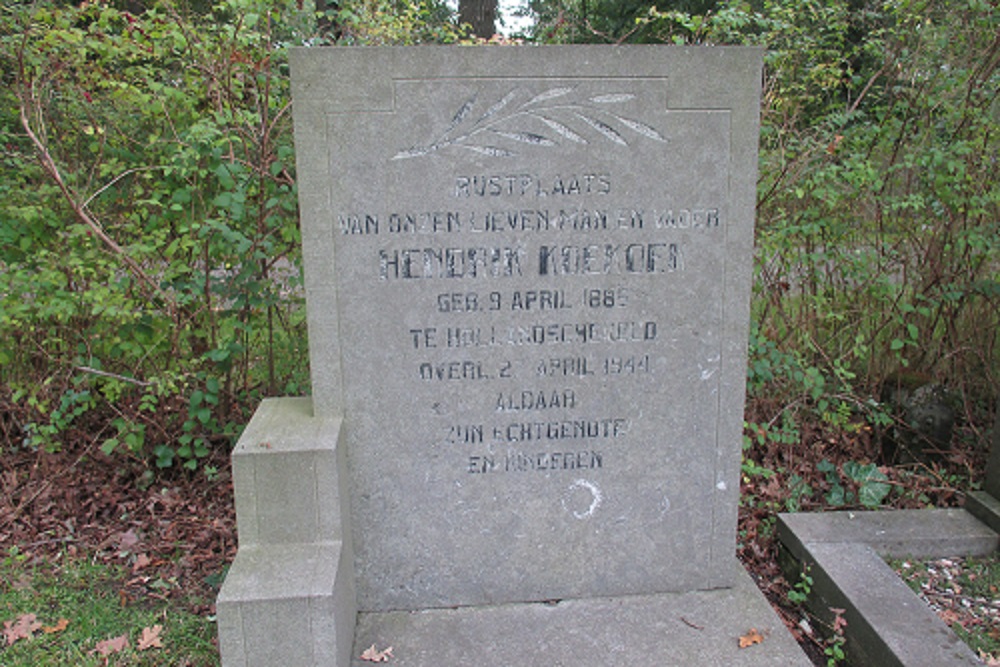 RUSTPLAATS
VAN ONZEN LIEVEN MAN EN VADER
HENDRIK KOEKOEK
GEB. 9 APRIL 1885
TE HOLLANDSCHEVELD
OVERL. 2 APRIL 1944
ALDAAR
ZIJN ECHTGENOTE
EN KINDEREN